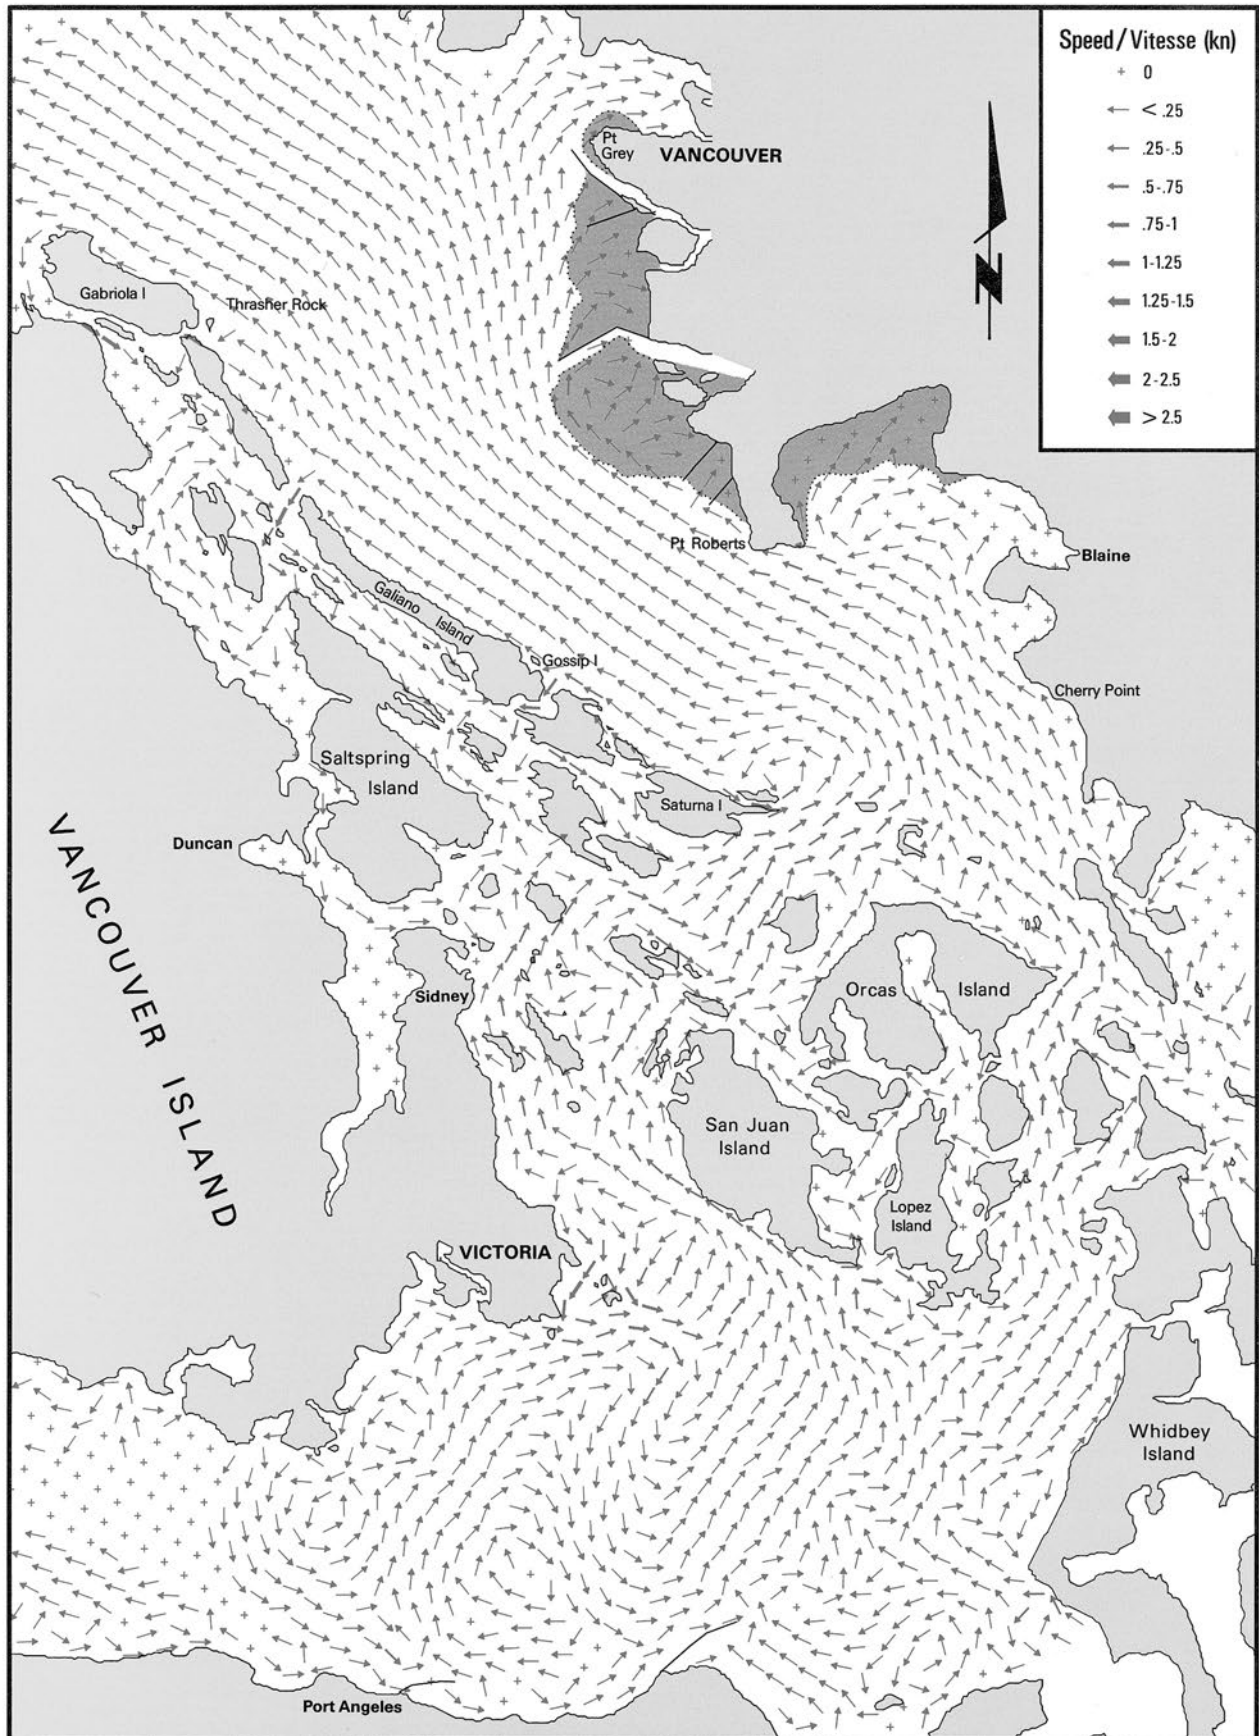 Speed/Vitesse (kn)
0
< .25
.25-.5
.5-.75
.75-1
1-1.25
1.25-1.5
1.5-2
2-2.5
> 2.5
N
Pt
Grey
VANCOUVER
Gabriola I
Thrasher Rock
Pt Roberts
Blaine
Galiano
Island
Gossip I
Cherry Point
Saltspring
Island
Saturna I
Duncan
VANCOUVER ISLAND
Sidney
Orcas Island
San Juan
Island
Lopez
Island
VICTORIA
Whidbey
Island
Port Angeles